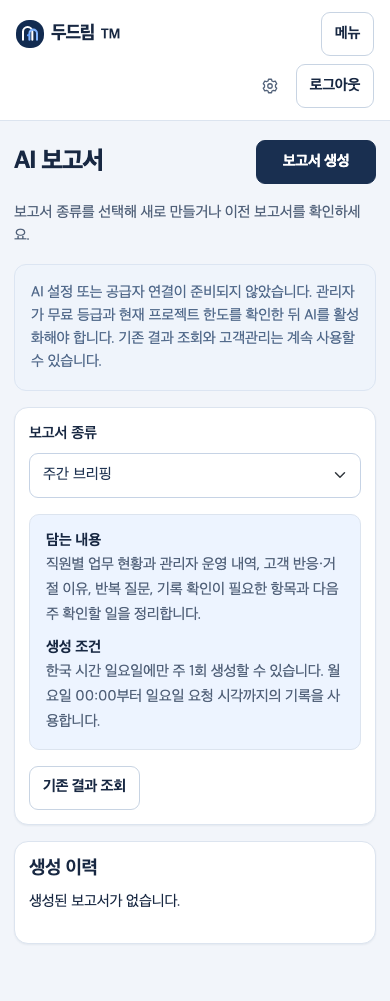 두드림 TM
메뉴
로그아웃
AI 보고서
보고서 생성
보고서 종류를 선택해 새로 만들거나 이전 보고서를 확인하세
요.
AI 설정 또는 공급자 연결이 준비되지 않았습니다. 관리자
가 무료 등급과 현재 프로젝트 한도를 확인한 뒤 AI를 활성
화해야 합니다. 기존 결과 조회와 고객관리는 계속 사용할
수 있습니다.
보고서 종류
주간 브리핑
담는 내용
직원별 업무 현황과 관리자 운영 내역, 고객 반응·거
절 이유, 반복 질문, 기록 확인이 필요한 항목과 다음
주 확인할 일을 정리합니다.
생성 조건
한국 시간 일요일에만 주 1회 생성할 수 있습니다. 월
요일 00:00부터 일요일 요청 시각까지의 기록을 사
용합니다.
기존 결과 조회
생성 이력
생성된 보고서가 없습니다.